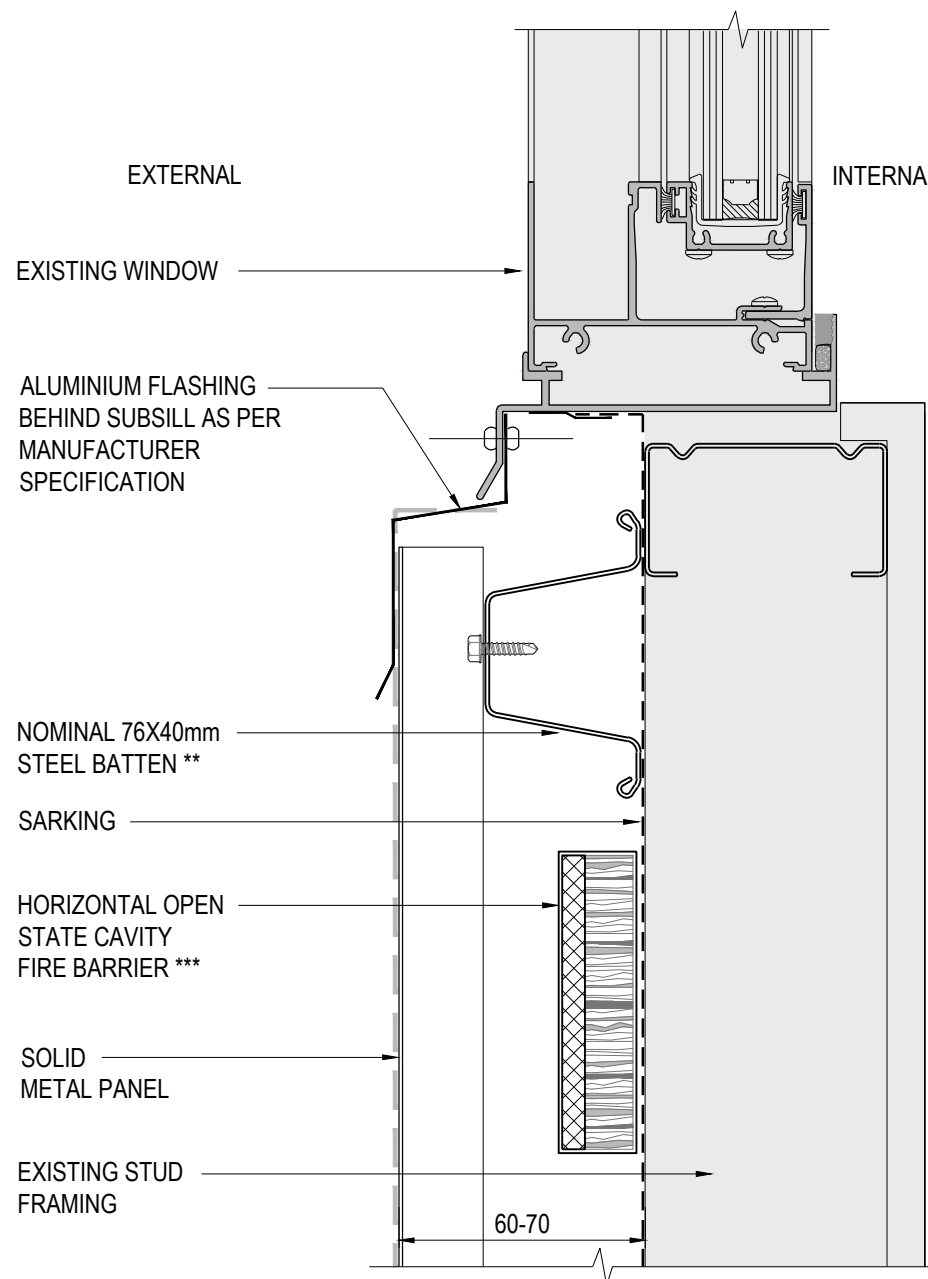 EXTERNAL
INTERNA
EXISTING WINDOW
ALUMINIUM FLASHING
BEHIND SUBSILL AS PER
MANUFACTURER
SPECIFICATION
NOMINAL 76X40mm
STEEL BATTEN **
SARKING
HORIZONTAL OPEN
STATE CAVITY
FIRE BARRIER ***
SOLID
METAL PANEL
EXISTING STUD
FRAMING
60-70